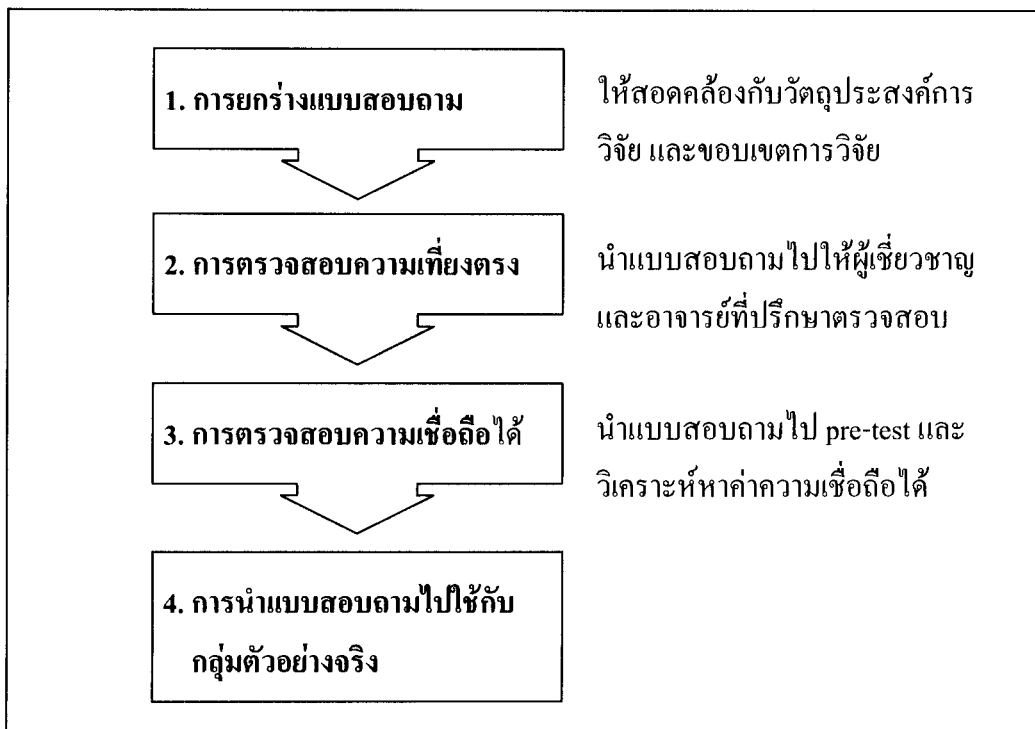 1. การยกร่างแบบสอบถาม
ให้สอดคล้องกับวัตถุประสงค์การ
วิจัย และขอบเขตการวิจัย
2. การตรวจสอบความเที่ยงตรง
นำแบบสอบถามไปให้ผู้เชี่ยวชาญ
และอาจารย์ที่ปรึกษาตรวจสอบ
3. การตรวจสอบความเชื่อถือได้
นำแบบสอบถามไป pre-test และ
วิเคราะห์หาค่าความเชื่อถือได้
4. การนำแบบสอบถามไปใช้กับ
กลุ่มตัวอย่างจริง